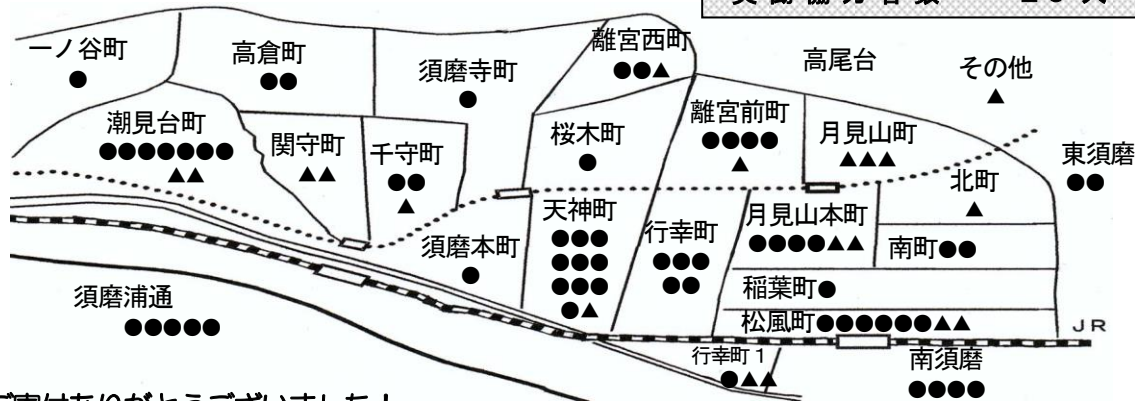 一ノ谷町
●
高倉町
●●
須磨寺町
●
離宮西町
●●▲
高尾台
その他
▲
潮見台町
●●●●●●●
▲▲
関守町
▲▲
千守町
●●
▲
桜木町
●
離宮前町
●●●●
▲
月見山町
▲▲▲
東須磨
●●
北町
▲
須磨本町
●
天神町
●●●
●●●
●●●
●▲
行幸町
●●●
●●
月見山本町
●●●●▲▲
南町●●
稲葉町●
松風町●●●●●●▲▲
JR
須磨浦通
●●●●●
行幸町1
●▲▲
南須磨
●●●●